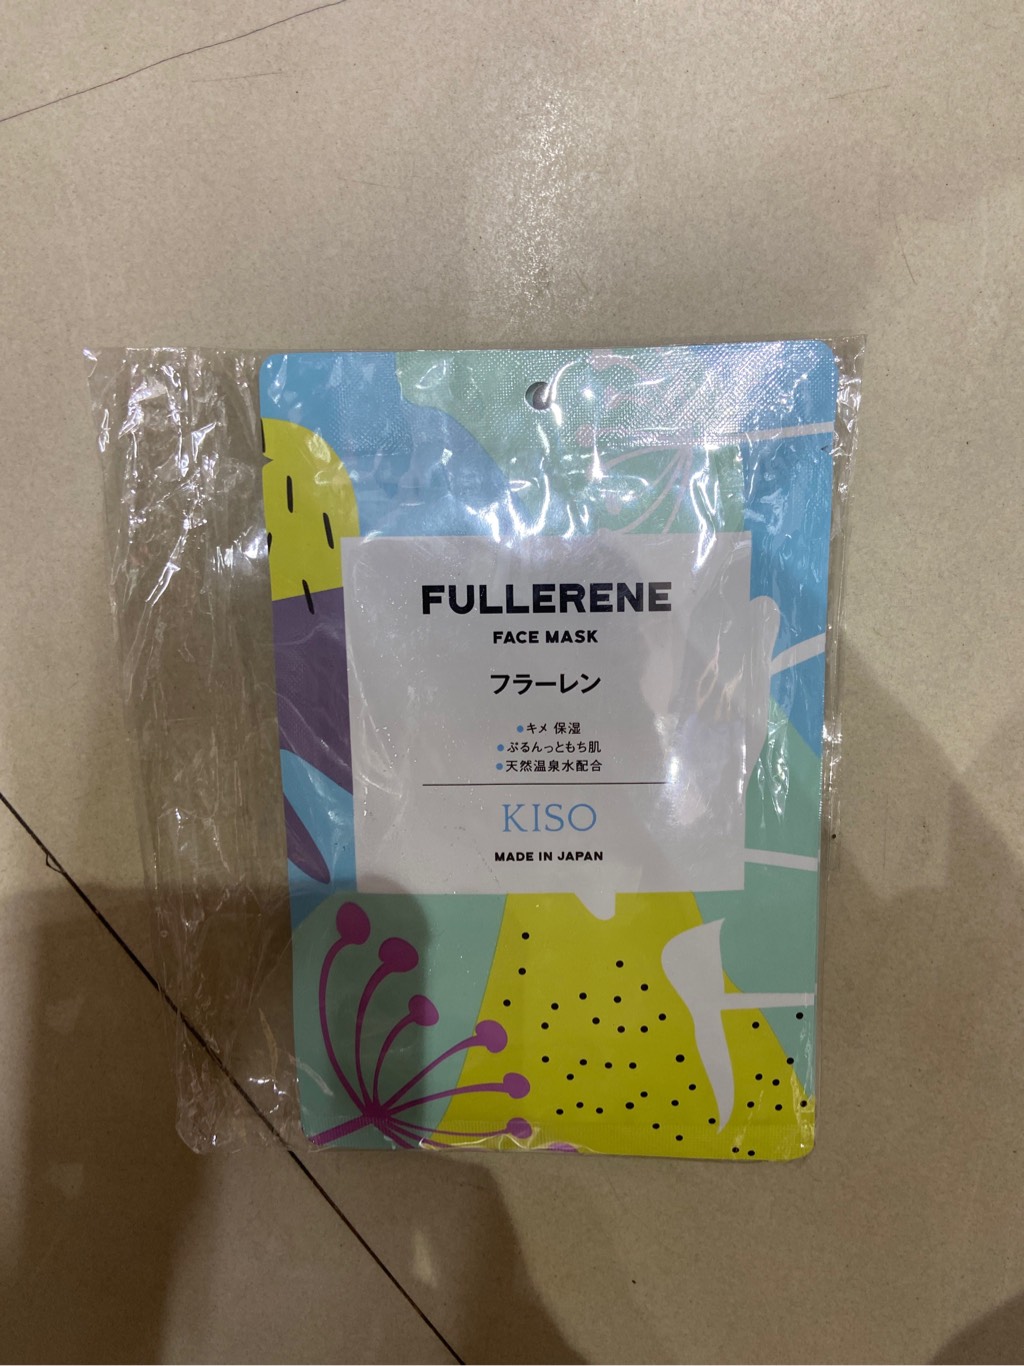 FULLERENE
FACE MASK
フラーレン
●キメ 保湿
●ぷるんっともち肌
●天然温泉水配合
KISO
MADE IN JAPAN